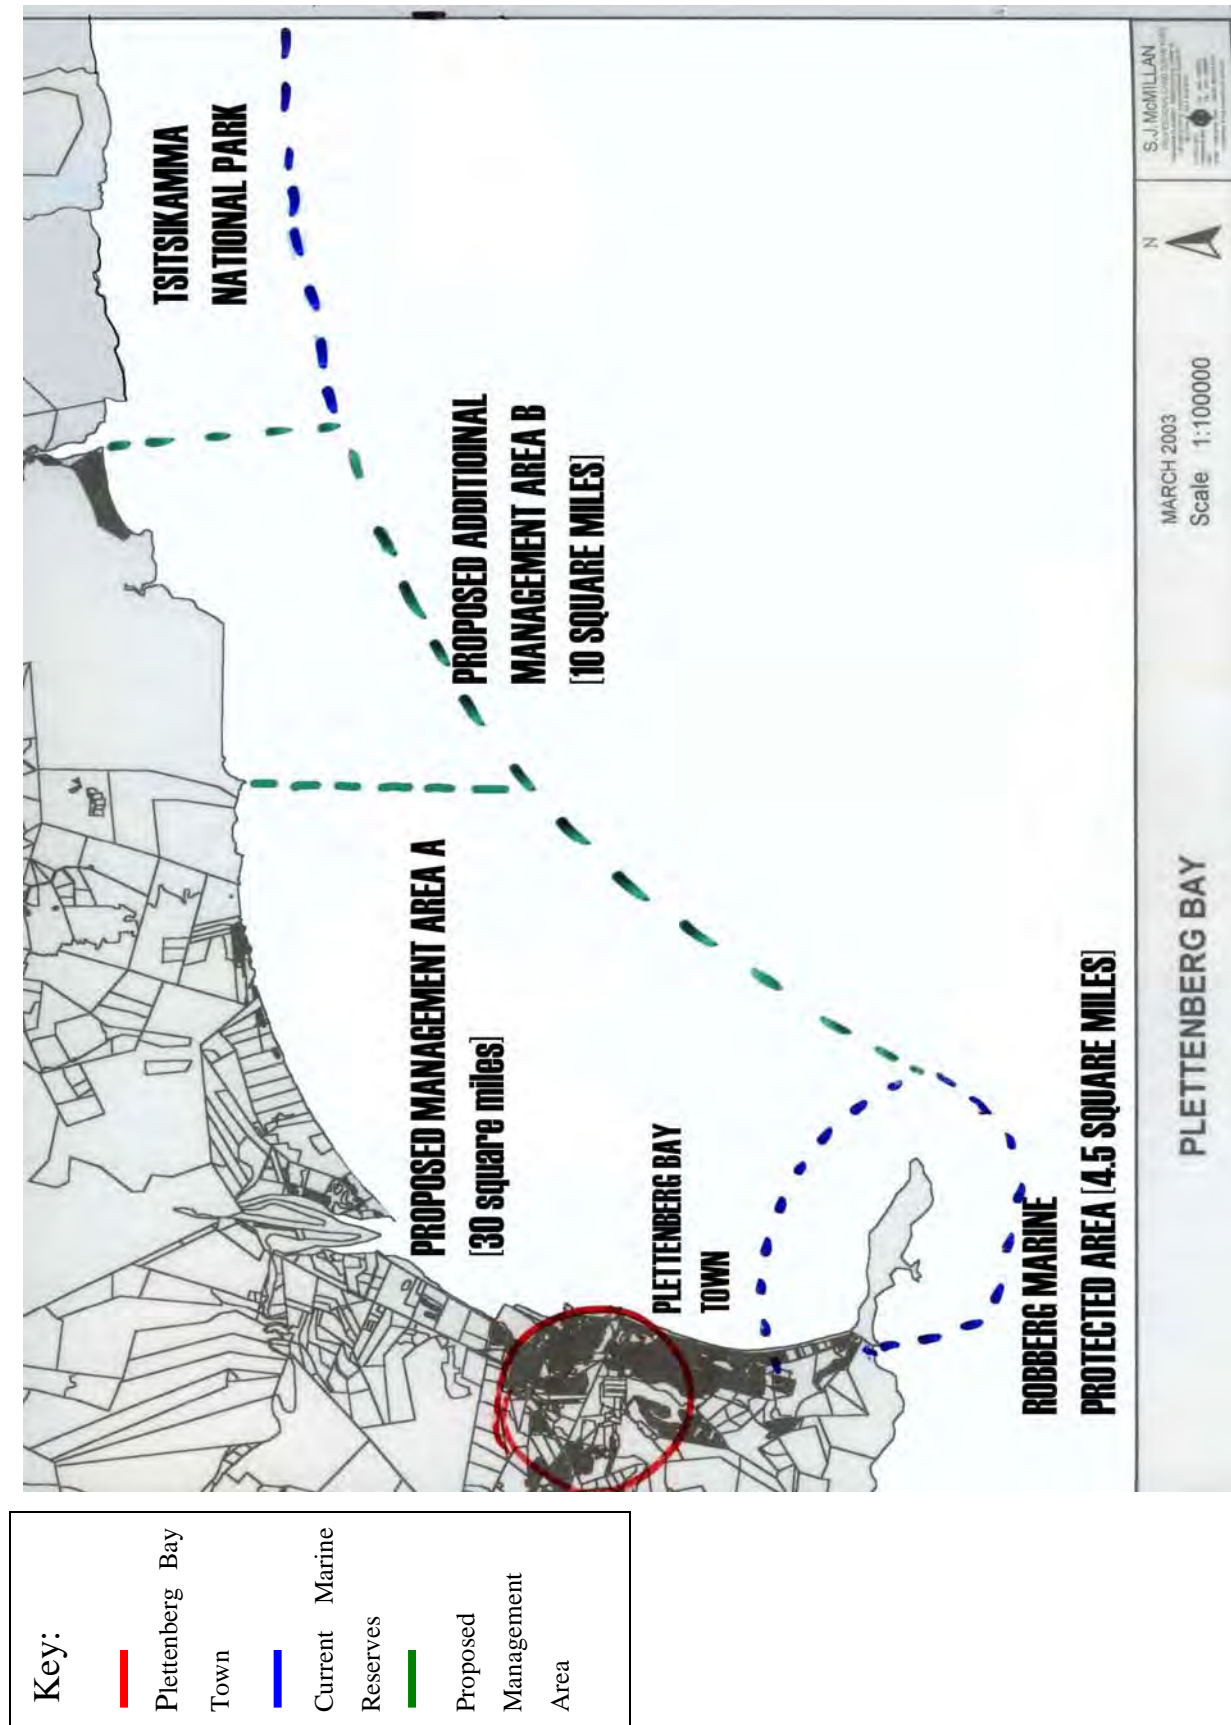 TSITSIKAMMA
NATIONAL PARK
PROPOSED ADDITIOINAL
MANAGEMENT AREA B
[10 SQUARE MILES]
PROPOSED MANAGEMENT AREA A
[30 square miles]
PLETTENBERG BAY
TOWN
ROBBERG MARINE
PROTECTED AREA [4.5 SQUARE MILES]
PLETTENBERG BAY
MARCH 2003
Scale 1:100000
N
S.J.McMILLAN
Key:
Plettenberg Bay
Town
Current Marine
Reserves
Proposed
Management
Area